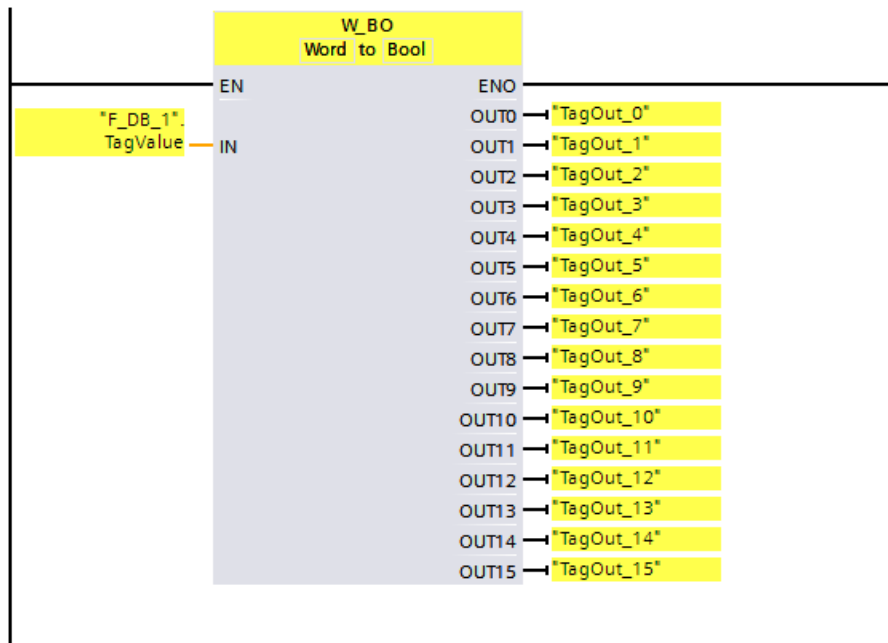 W_BO
Word to Bool
EN ENO
"F_DB_1".
TagValue IN
OUT0 "TagOut_0"
OUT1 "TagOut_1"
OUT2 "TagOut_2"
OUT3 "TagOut_3"
OUT4 "TagOut_4"
OUT5 "TagOut_5"
OUT6 "TagOut_6"
OUT7 "TagOut_7"
OUT8 "TagOut_8"
OUT9 "TagOut_9"
OUT10 "TagOut_10"
OUT11 "TagOut_11"
OUT12 "TagOut_12"
OUT13 "TagOut_13"
OUT14 "TagOut_14"
OUT15 "TagOut_15"